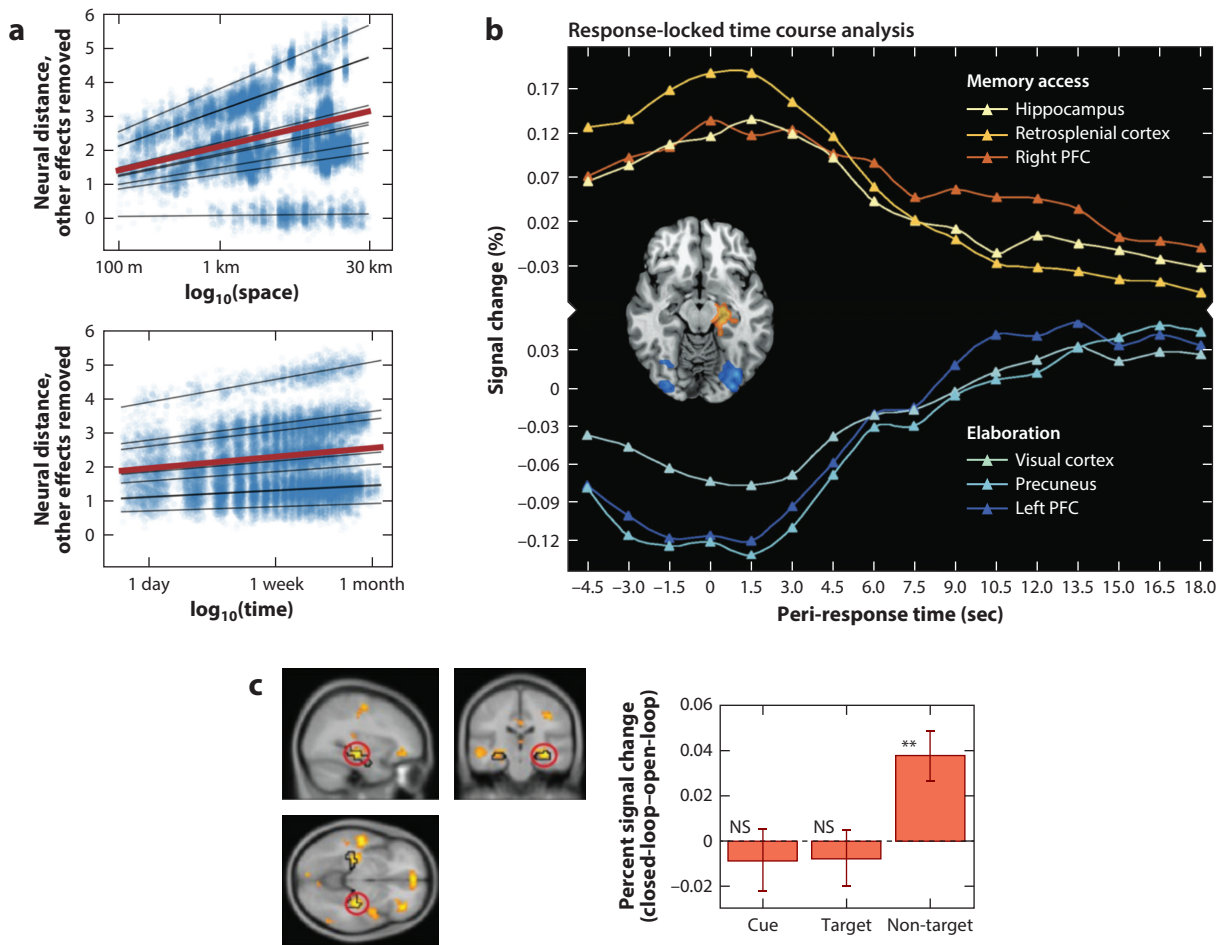 a
Neural distance,
other effects removed
6
5
4
3
2
1
0
100 m
1 km
30 km
log10(space)
Neural distance,
other effects removed
6
5
4
3
2
1
0
1 day
1 week
1 month
log10(time)
b
Response-locked time course analysis
Signal change (%)
0.17
0.12
0.07
0.02
−0.03
0.03
0
−0.03
−0.06
−0.09
−0.12
Memory access
Hippocampus
Retrosplenial cortex
Right PFC
Elaboration
Visual cortex
Precuneus
Left PFC
−4.5 −3.0 −1.5 0 1.5 3.0 4.5 6.0 7.5 9.0 10.5 12.0 13.5 15.0 16.5 18.0
Peri-response time (sec)
c
Percent signal change
(closed-loop–open-loop)
0.06
0.04
0.02
0
−0.02
NS
NS
**
Cue
Target
Non-target